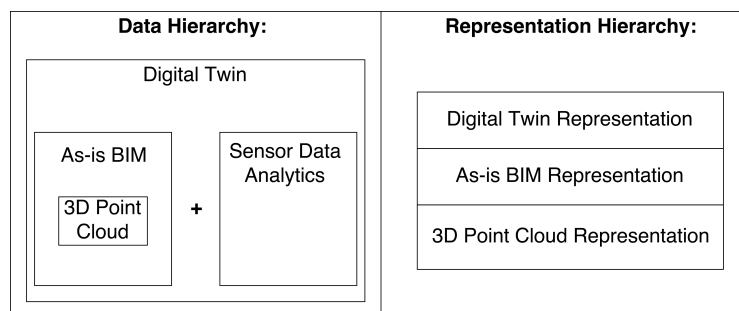 Data Hierarchy:
Digital Twin
As-is BIM
3D Point
Cloud
+
Sensor Data
Analytics
Representation Hierarchy:
Digital Twin Representation
As-is BIM Representation
3D Point Cloud Representation